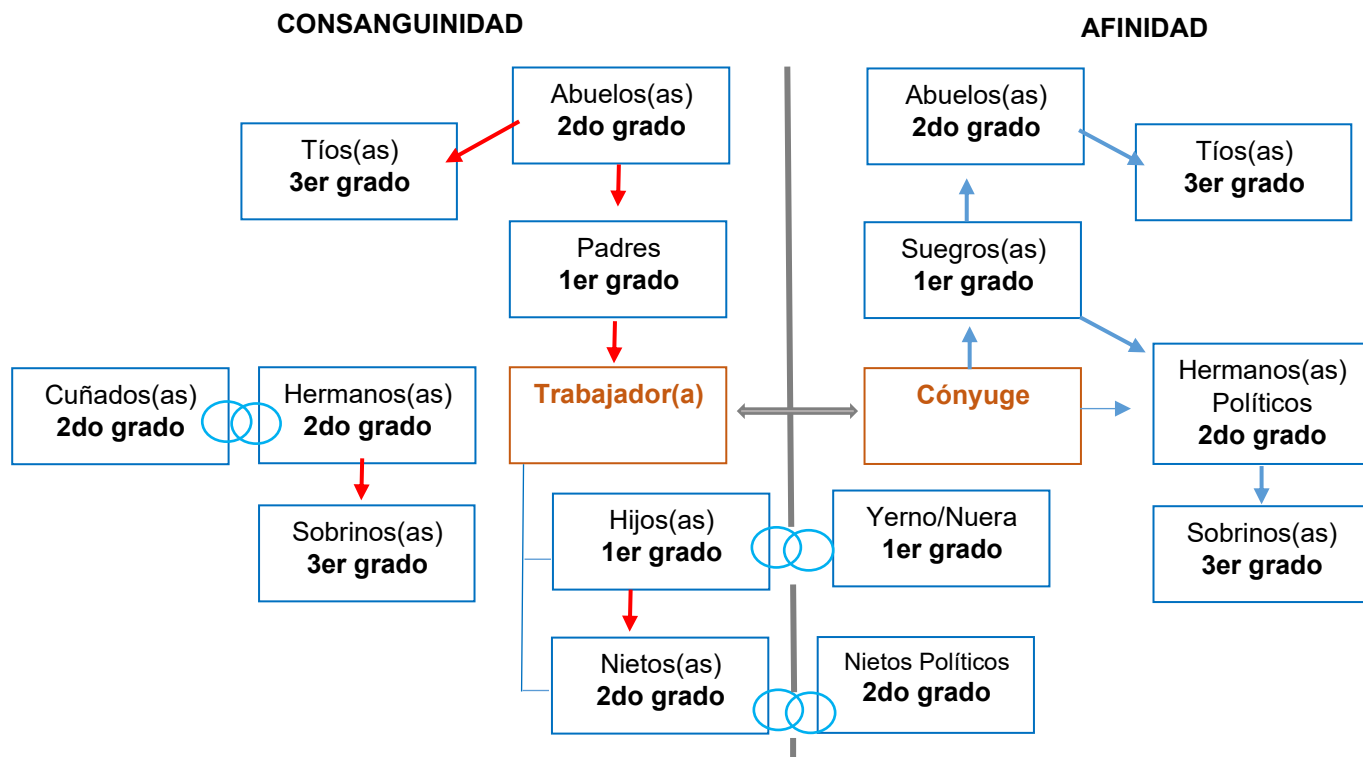 CONSANGUINIDAD
AFINIDAD
Abuelos(as)
2do grado
Tíos(as)
3er grado
Abuelos(as)
2do grado
Tíos(as)
3er grado
Padres
1er grado
Suegros(as)
1er grado
Cuñados(as)
2do grado
Hermanos(as)
2do grado
Trabajador(a)
Cónyuge
Hermanos(as)
Políticos
2do grado
Sobrinos(as)
3er grado
Hijos(as)
1er grado
Yerno/Nuera
1er grado
Sobrinos(as)
3er grado
Nietos(as)
2do grado
Nietos Políticos
2do grado